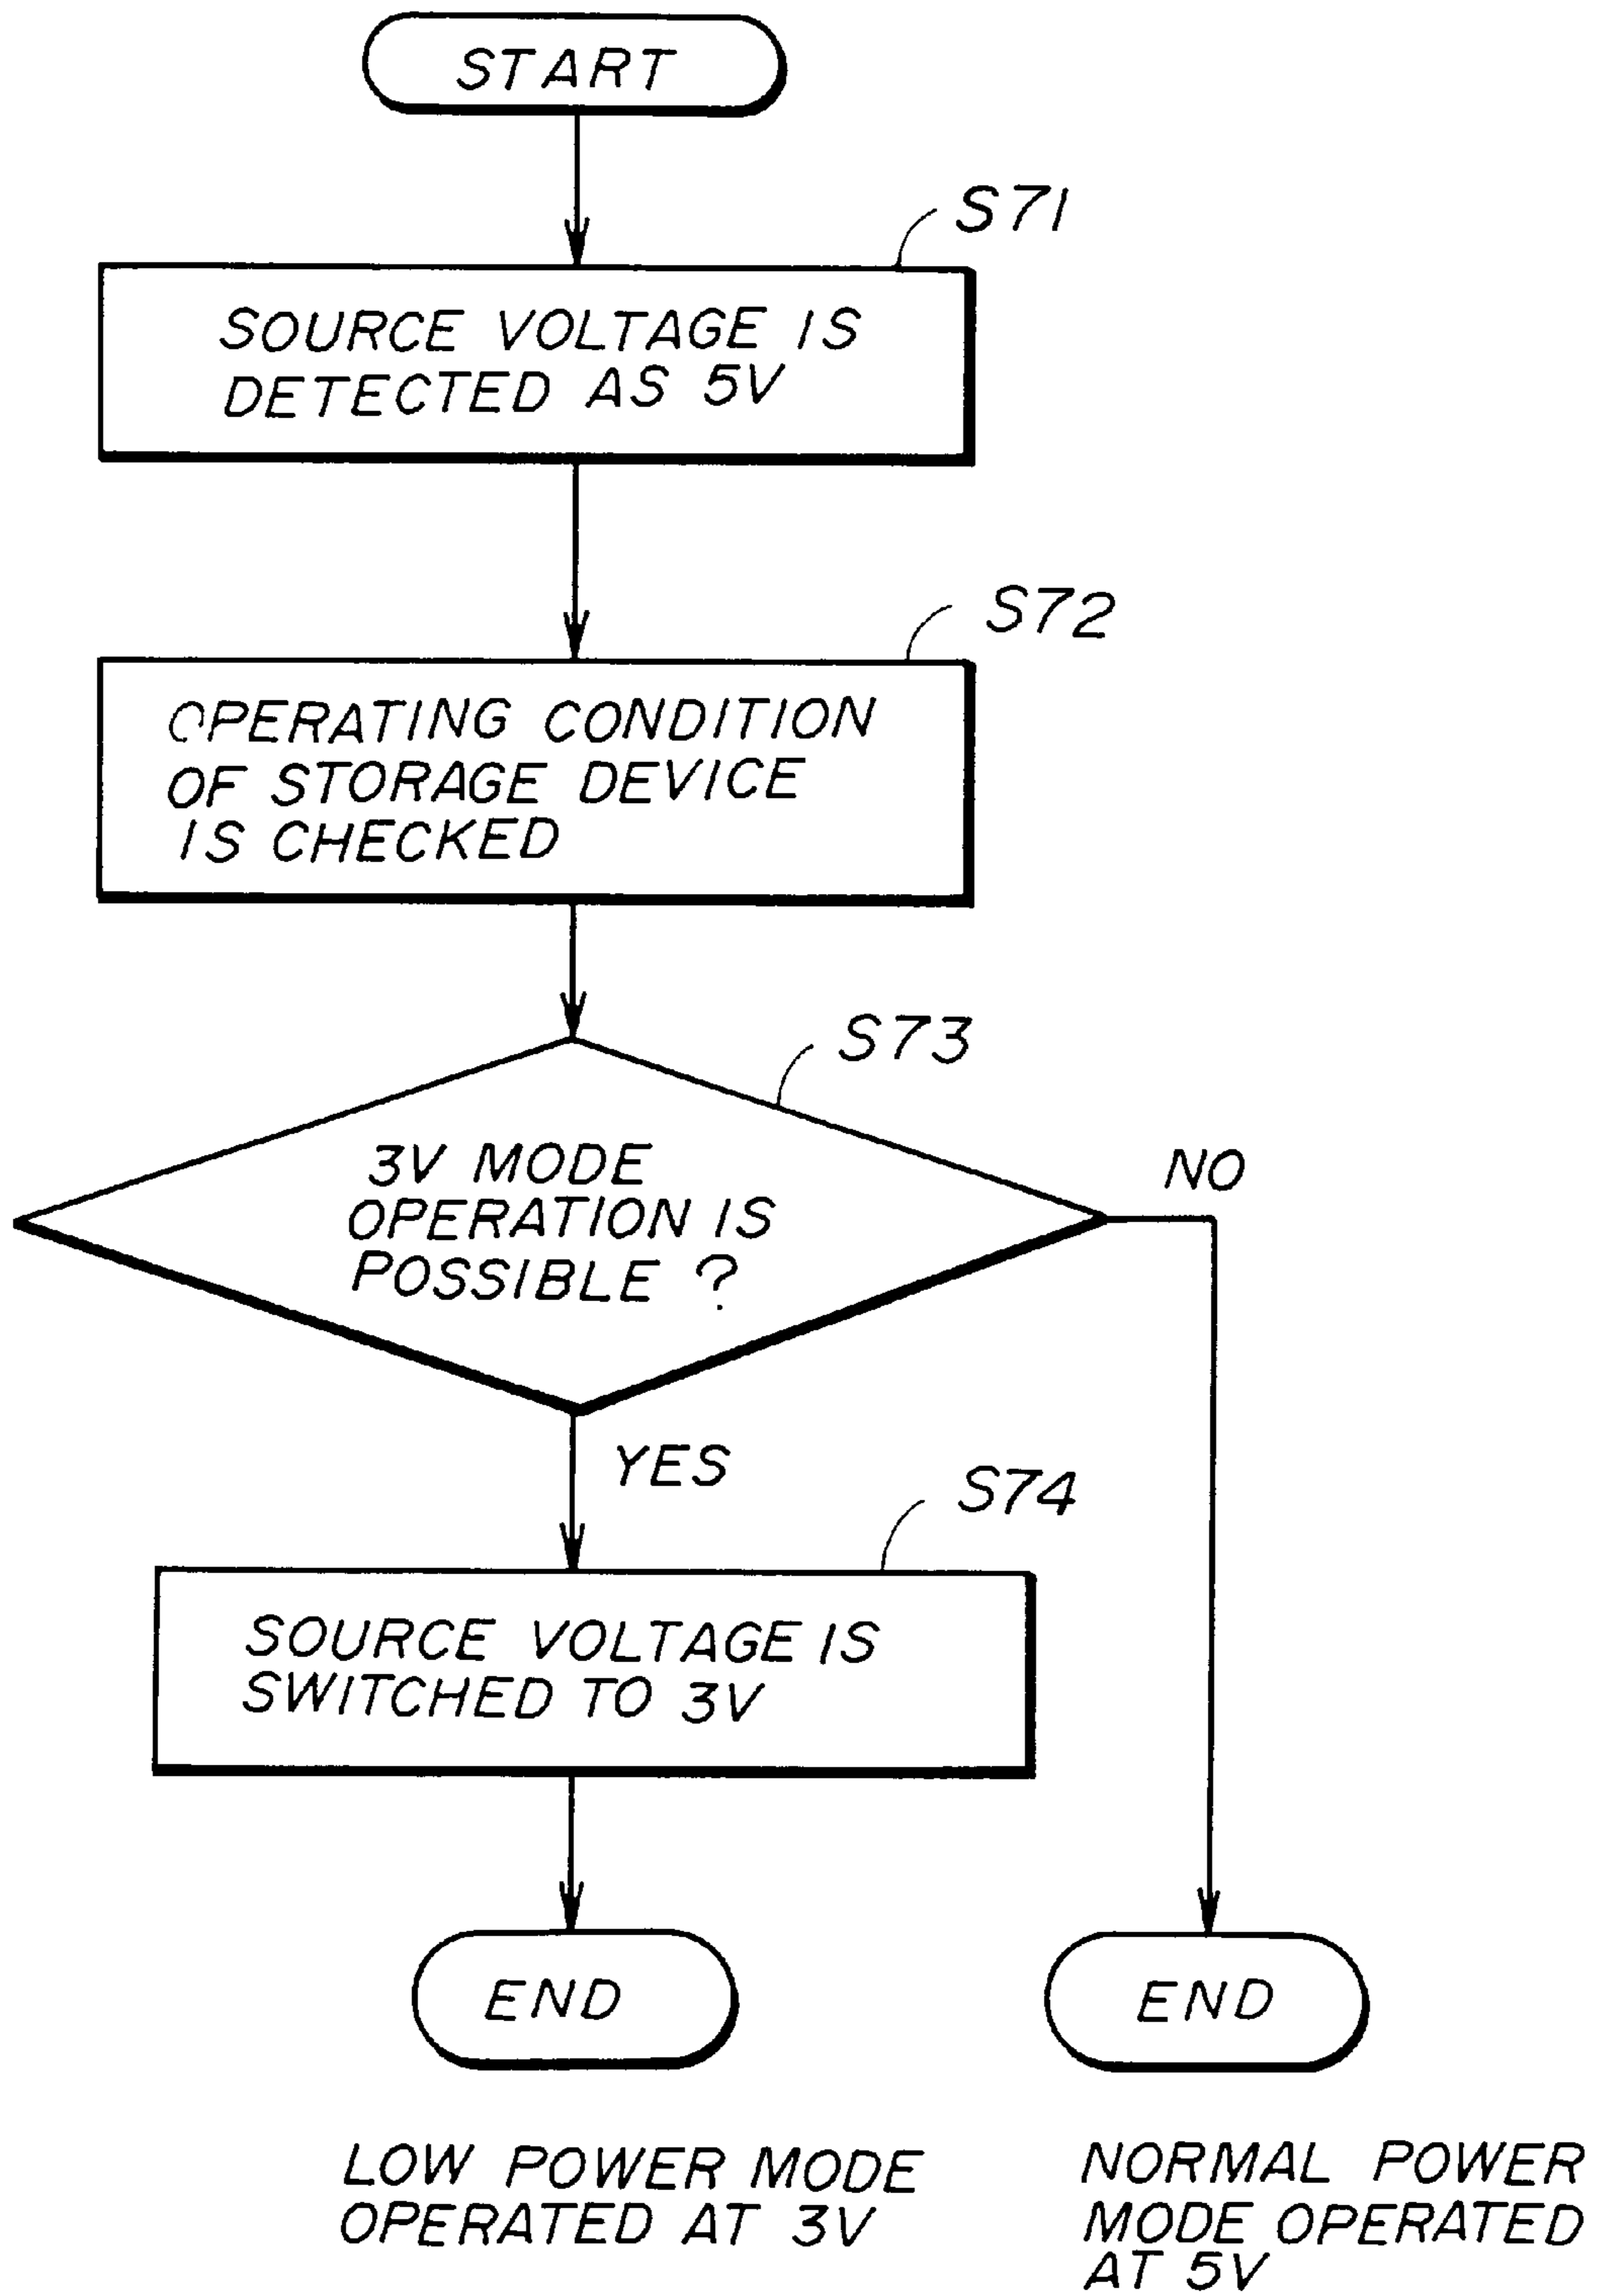 START
S71
SOURCE VOLTAGE IS
DETECTED AS 5V
S72
OPERATING CONDITION
OF STORAGE DEVICE
IS CHECKED
S73
3V MODE
OPERATION IS
POSSIBLE ?
NO
YES
S74
SOURCE VOLTAGE IS
SWITCHED TO 3V
END
END
LOW POWER MODE
OPERATED AT 3V
NORMAL POWER
MODE OPERATED
AT 5V